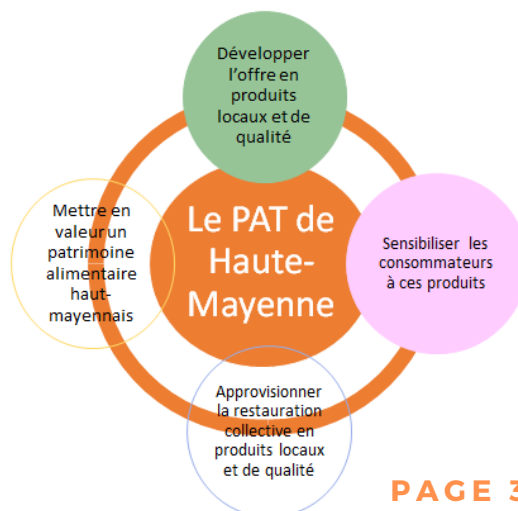 Développer
l'offre en
produits
locaux et de
qualité
Mettre en
valeur un
patrimoine
alimentaire
haut-
mayennais
Le PAT de
Haute-
Mayenne
Sensibiliser les
consommateurs
à ces produits
Approvisionner
la restauration
collective en
produits locaux
et de qualité
PAGE 3